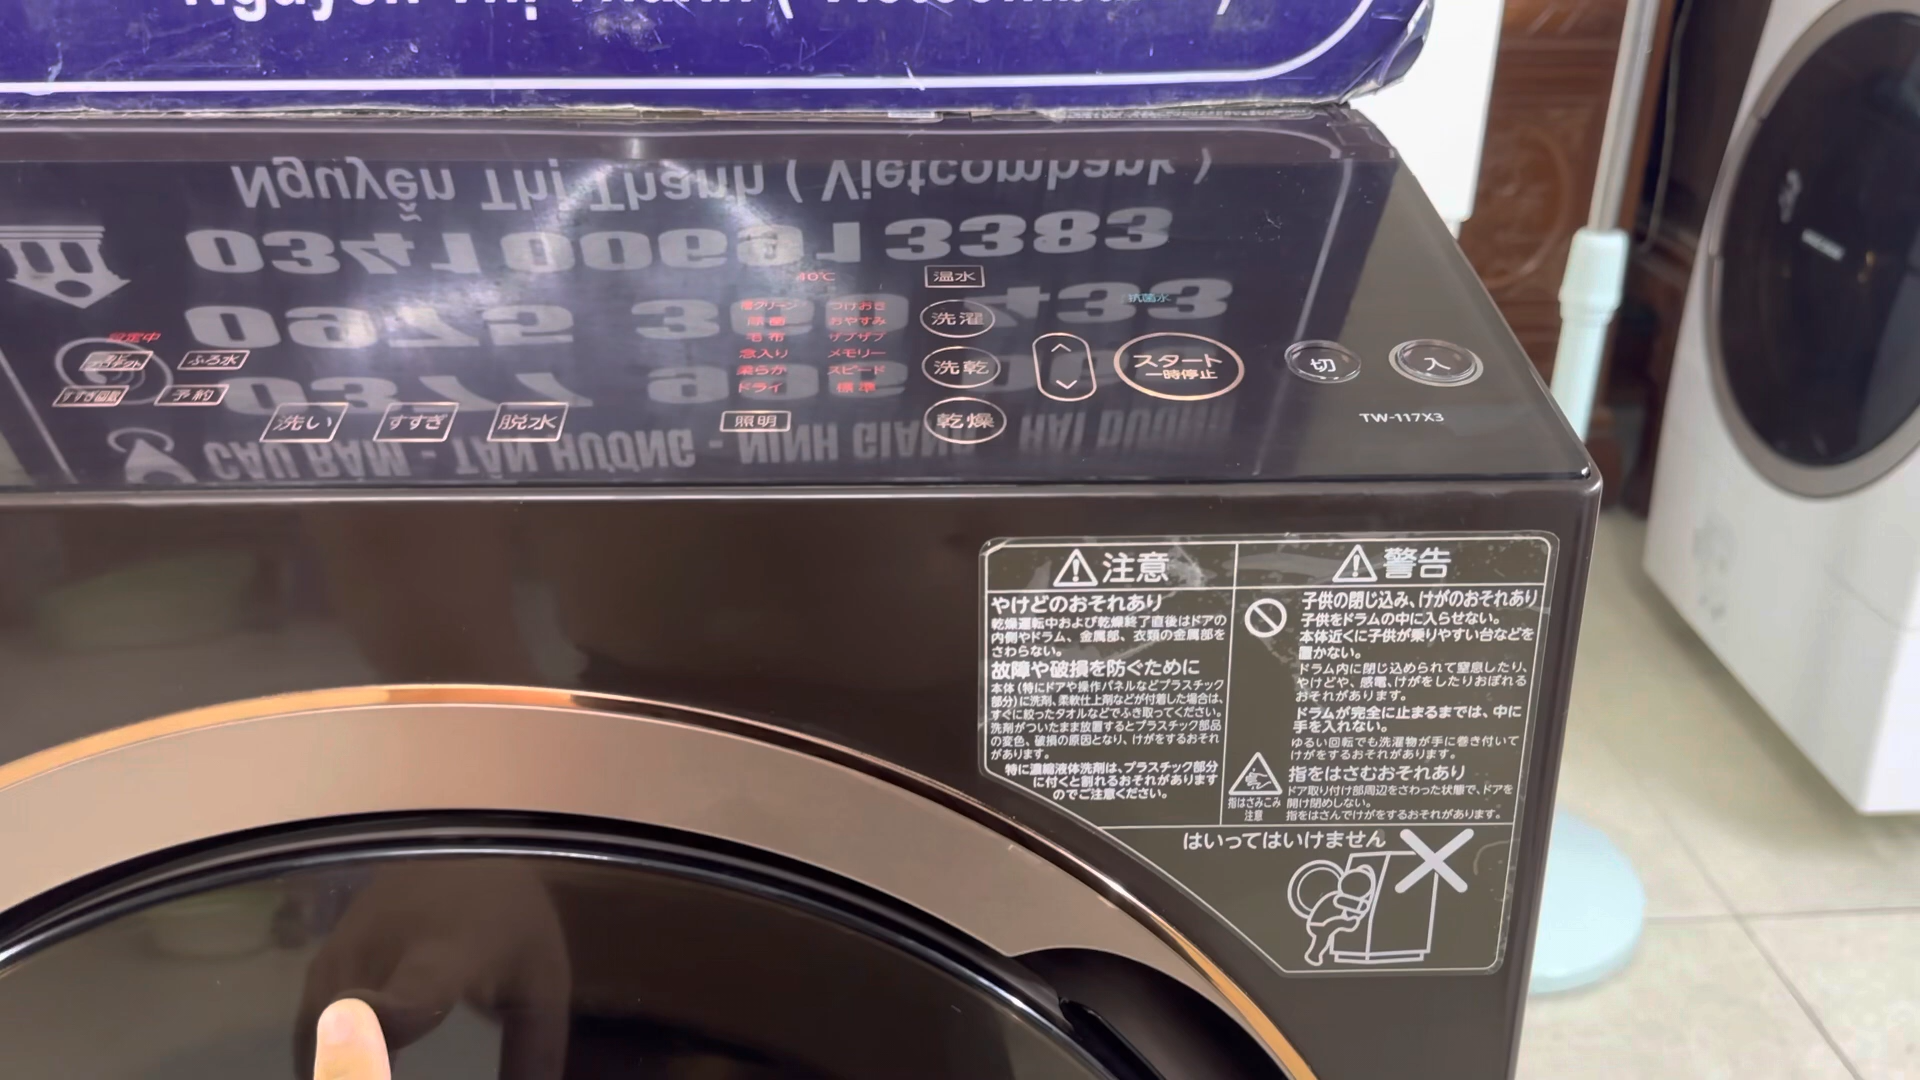 Nguyễn Thị Thanh ( Vietcombank )
0341006913383
0975 369 433
CẦU RÀM - TÂN HƯƠNG - NINH GIANG - HẢI DƯƠNG
40℃
温水
槽クリーン つけおき
除菌 おやすみ
毛布 ザブザブ
念入り メモリー
柔らか スピード
ドライ 標準
洗濯
洗乾
乾燥
抗菌水
スタート
一時停止
切
入
ふろ水
すすぎ回数
予約
洗い
すすぎ
脱水
照明
TW-117X3
注意
やけどのおそれあり
乾燥運転中および乾燥終了直後はドアの
内側やドラム、金属部、衣類の金属部を
さわらない。
故障や破損を防ぐために
本体(特にドアや操作パネルなどプラスチック
部分)に洗剤、柔軟仕上剤などが付着した場合は、
すぐに絞ったタオルなどでふき取ってください。
洗剤がついたまま放置するとプラスチック部品
の変色、破損の原因となり、けがをするおそれ
があります。
特に濃縮液体洗剤は、プラスチック部分
に付くと割れるおそれがあります
のでご注意ください。
警告
子供の閉じ込み、けがのおそれあり
子供をドラムの中に入らせない。
本体近くに子供が乗りやすい台などを
置かない。
ドラム内に閉じ込められて窒息したり、
やけどや、感電、けがをしたりおぼれる
おそれがあります。
ドラムが完全に止まるまでは、中に
手を入れない。
ゆるい回転でも洗濯物が手に巻き付いて
けがをするおそれがあります。
指をはさむおそれあり
ドア取り付け部周辺をさわった状態で、ドアを
開け閉めしない。
指をはさんでけがをするおそれがあります。
指はさみこみ
注意
はいってはいけません